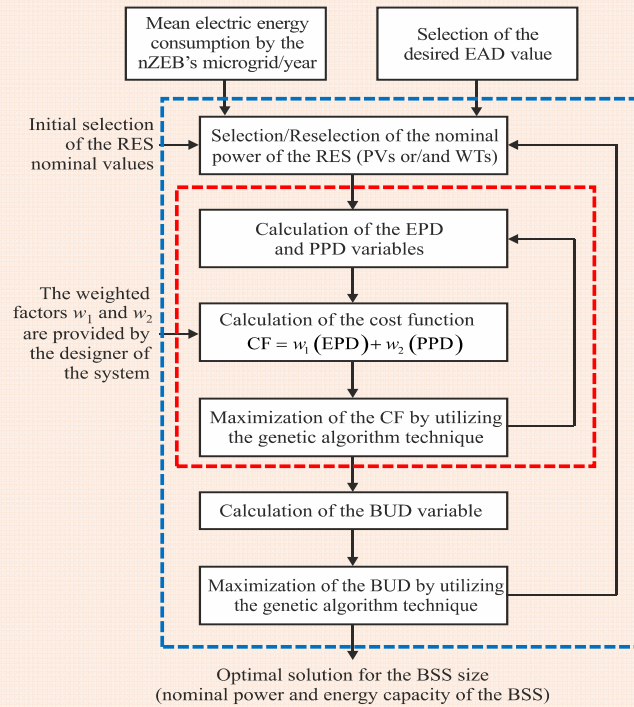 Mean electric energy
consumption by the
nZEB's microgrid/year
Selection of the
desired EAD value
Initial selection
of the RES
nominal values
Selection/Reselection of the nominal
power of the RES (PVs or/and WTs)
Calculation of the EPD
and PPD variables
The weighted
factors w1 and w2
are provided by
the designer of
the system
Calculation of the cost function
CF = w1(EPD) + w2(PPD)
Maximization of the CF by utilizing
the genetic algorithm technique
Calculation of the BUD variable
Maximization of the BUD by utilizing
the genetic algorithm technique
Optimal solution for the BSS size
(nominal power and energy capacity of the BSS)